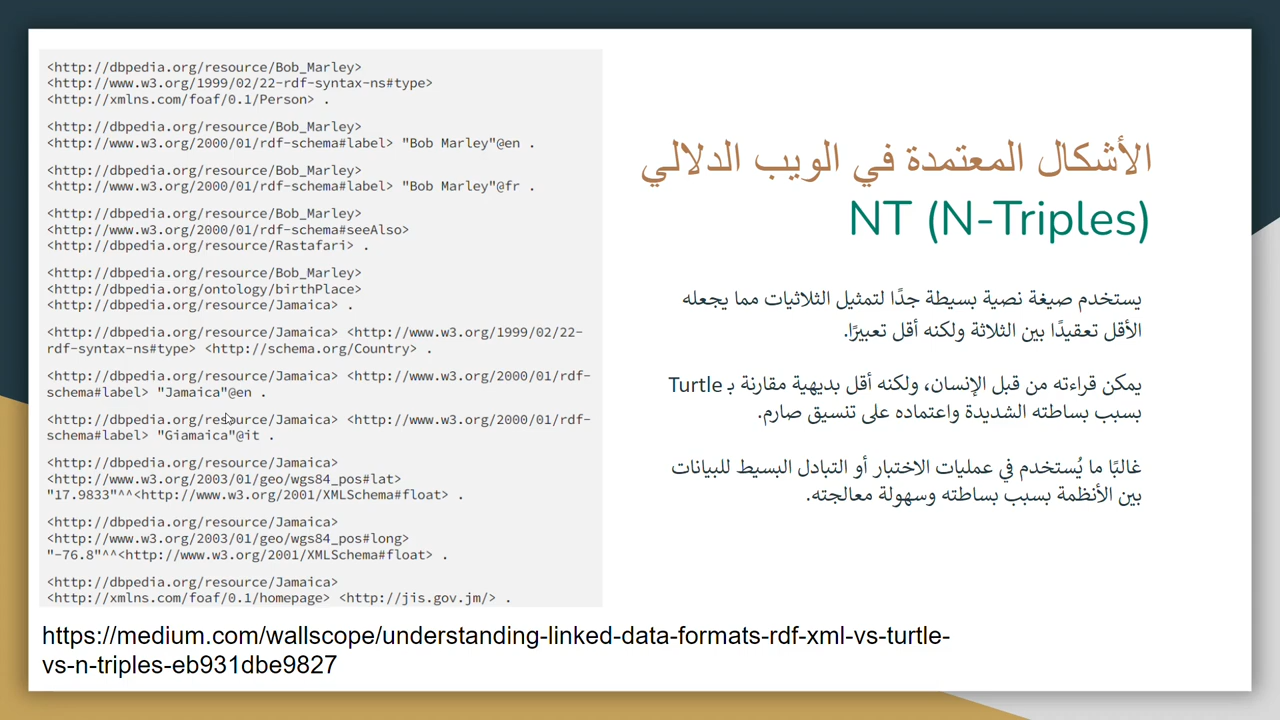 <http://dbpedia.org/resource/Bob_Marley>
<http://www.w3.org/1999/02/22-rdf-syntax-ns#type>
<http://xmlns.com/foaf/0.1/Person> .
<http://dbpedia.org/resource/Bob_Marley>
<http://www.w3.org/2000/01/rdf-schema#label> "Bob Marley"@en .
<http://dbpedia.org/resource/Bob_Marley>
<http://www.w3.org/2000/01/rdf-schema#label> "Bob Marley"@fr .
<http://dbpedia.org/resource/Bob_Marley>
<http://www.w3.org/2000/01/rdf-schema#seeAlso>
<http://dbpedia.org/resource/Rastafari> .
<http://dbpedia.org/resource/Bob_Marley>
<http://dbpedia.org/ontology/birthPlace>
<http://dbpedia.org/resource/Jamaica> .
<http://dbpedia.org/resource/Jamaica> <http://www.w3.org/1999/02/22-
rdf-syntax-ns#type> <http://schema.org/Country> .
<http://dbpedia.org/resource/Jamaica> <http://www.w3.org/2000/01/rdf-
schema#label> "Jamaica"@en .
<http://dbpedia.org/resource/Jamaica> <http://www.w3.org/2000/01/rdf-
schema#label> "Giamaica"@it .
<http://dbpedia.org/resource/Jamaica>
<http://www.w3.org/2003/01/geo/wgs84_pos#lat>
"17.9833"^^<http://www.w3.org/2001/XMLSchema#float> .
<http://dbpedia.org/resource/Jamaica>
<http://www.w3.org/2003/01/geo/wgs84_pos#long>
"-76.8"^^<http://www.w3.org/2001/XMLSchema#float> .
<http://dbpedia.org/resource/Jamaica>
<http://xmlns.com/foaf/0.1/homepage> <http://jis.gov.jm/> .
الأشكال المعتمدة في الويب الدلالي
NT (N-Triples)
يستخدم صيغة نصية بسيطة جدًا لتمثيل الثلاثيات مما يجعله
الأقل تعقيدًا بين الثلاثة ولكنه أقل تعبيرًا.
يمكن قراءته من قبل الإنسان، ولكنه أقل بديهية مقارنة بـ Turtle
بسبب بساطته الشديدة واعتماده على تنسيق صارم.
غالبًا ما يُستخدم في عمليات الاختبار أو التبادل البسيط للبيانات
بين الأنظمة بسبب بساطته وسهولة معالجته.
https://medium.com/wallscope/understanding-linked-data-formats-rdf-xml-vs-turtle-
vs-n-triples-eb931dbe9827